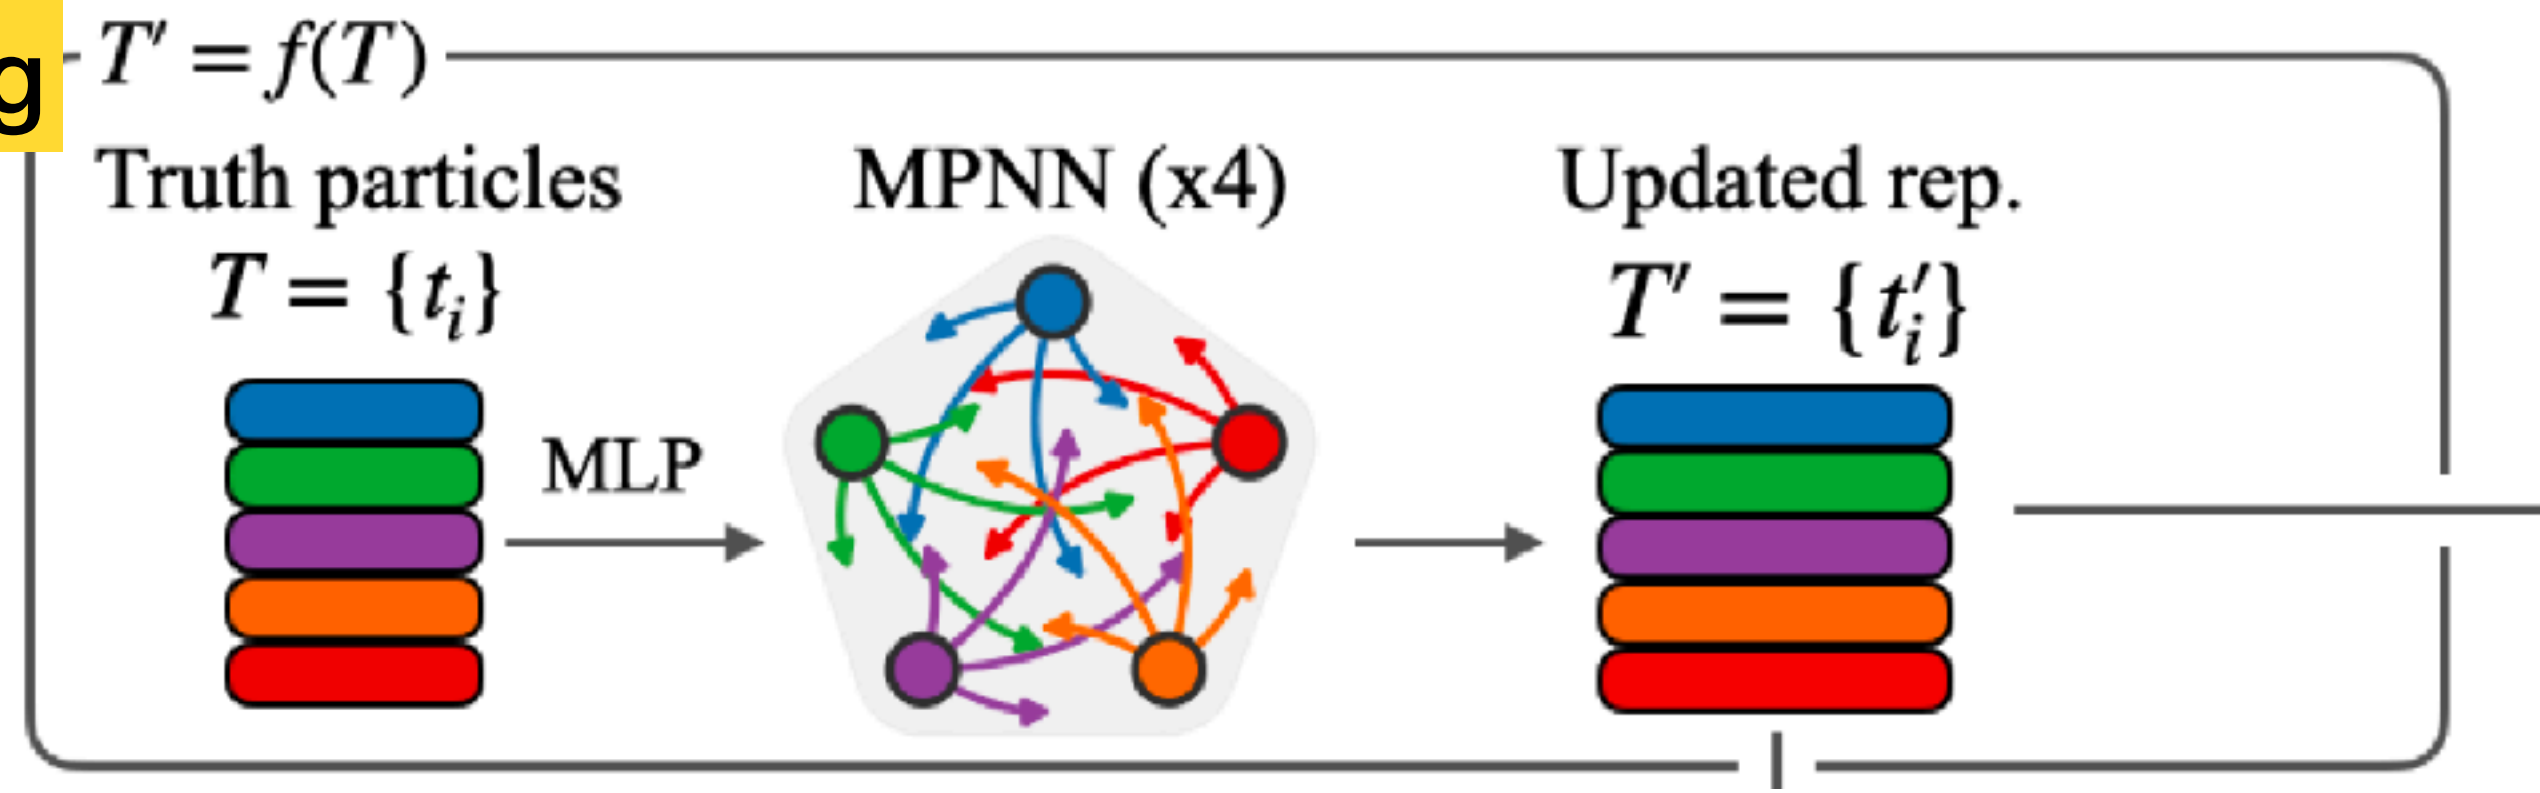 g
T′ = f(T)
Truth particles
T = {tᵢ}
MLP
MPNN (x4)
Updated rep.
T′ = {t′ᵢ}